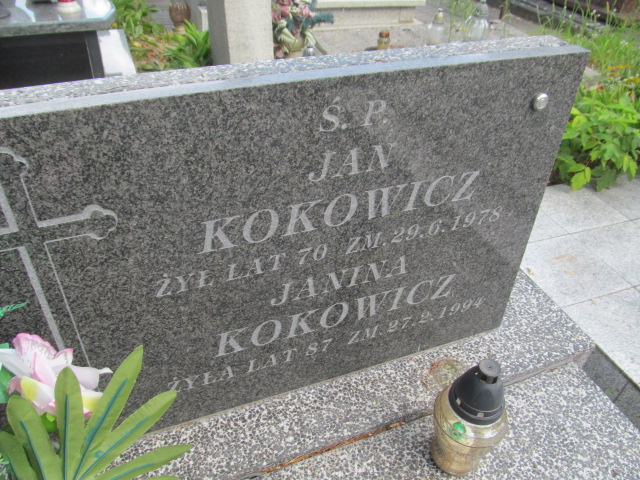 Ś. P.
JAN
KOKOWICZ
ŻYŁ LAT 70 ZM. 29. 6. 1978
JANINA
KOKOWICZ
ŻYŁA LAT 87 ZM. 27. 2. 1994